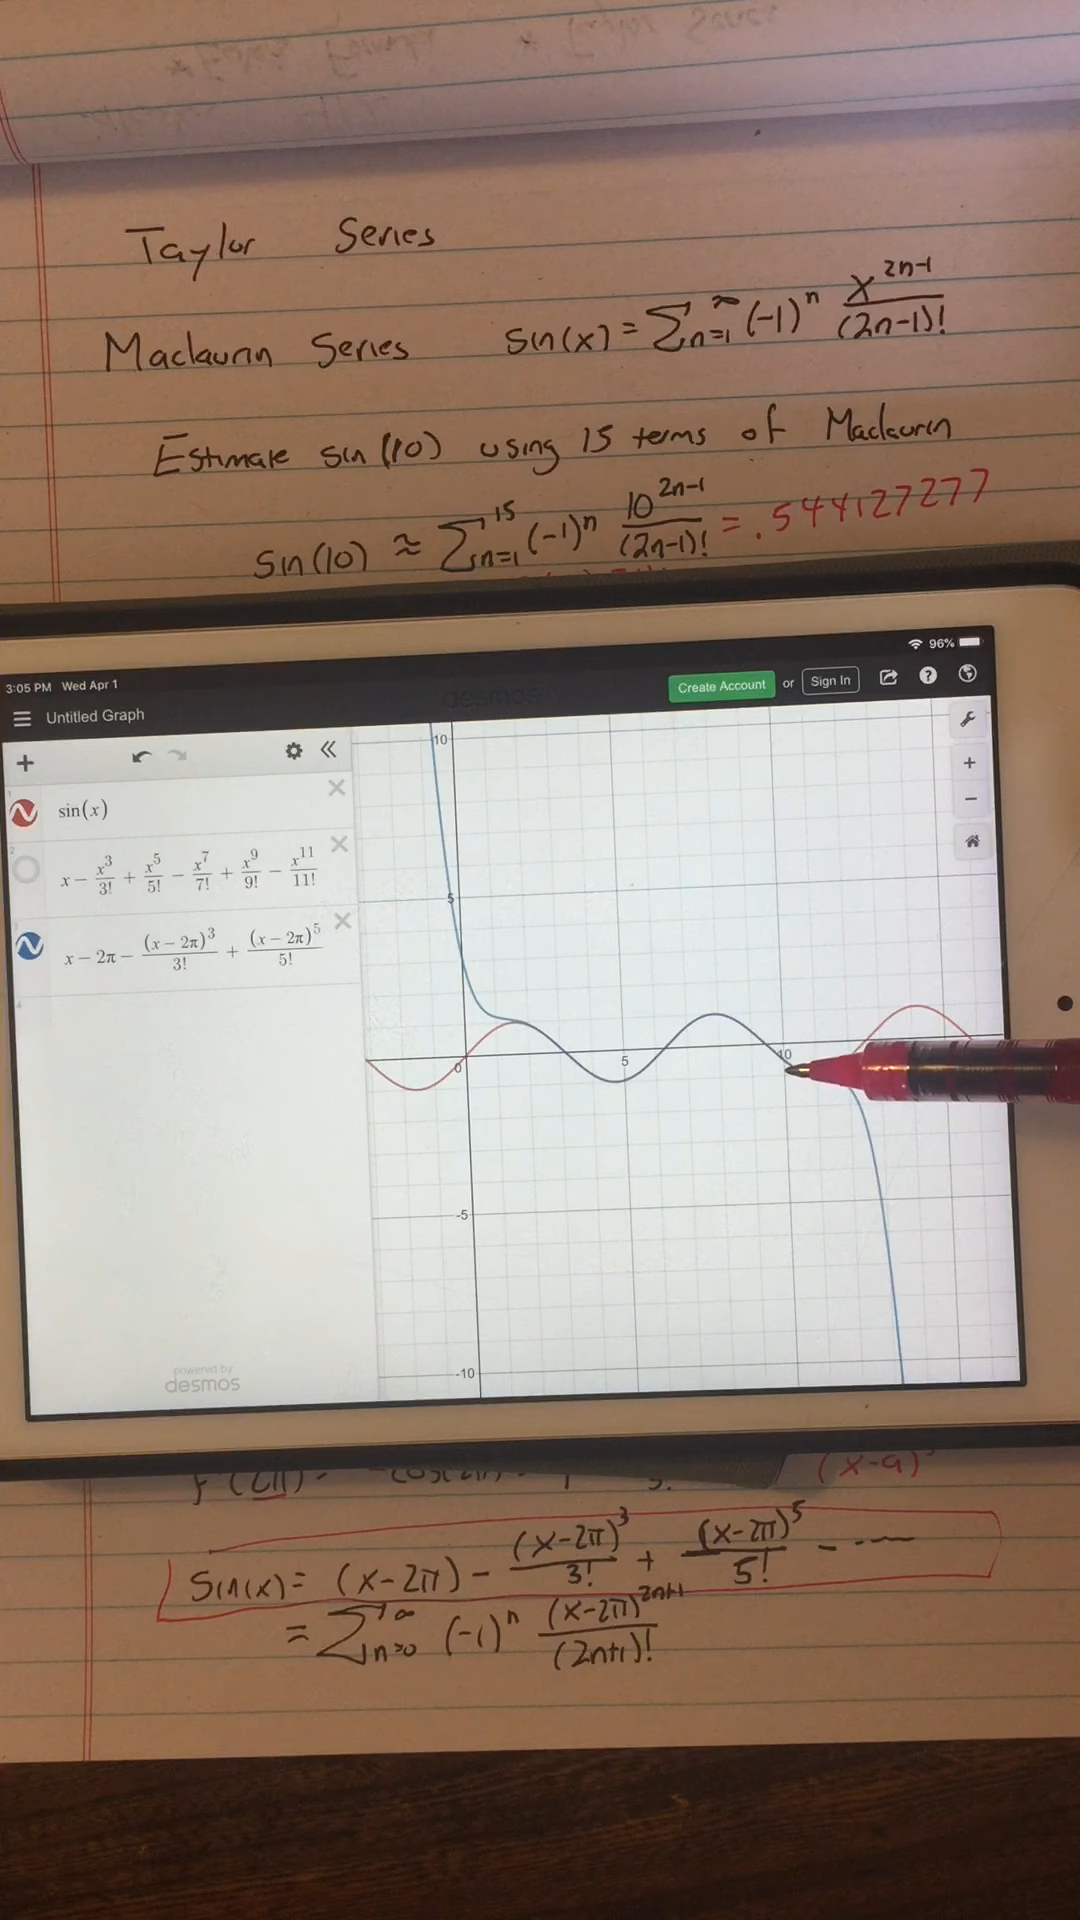 Taylor Series
Maclaurin Series sin(x) = Σn=1^∞ (-1)^n x^(2n-1)/(2n-1)!
Estimate sin(10) using 15 terms of Maclaurin
sin(10) ≈ Σn=1^15 (-1)^n 10^(2n-1)/(2n-1)! = .544127277
3:05 PM Wed Apr 1 96%
Untitled Graph desmos Create Account or Sign In ?
1
sin(x)
2
x - x^3/3! + x^5/5! - x^7/7! + x^9/9! - x^11/11!
x - 2π - (x - 2π)^3/3! + (x - 2π)^5/5!
4
10
5
0 5 10
-5
-10
powered by
desmos
(x-a)
sin(x) = (x-2π) - (x-2π)^3/3! + (x-2π)^5/5! - ....
= Σn=0^∞ (-1)^n (x-2π)^(2n+1)/(2n+1)!